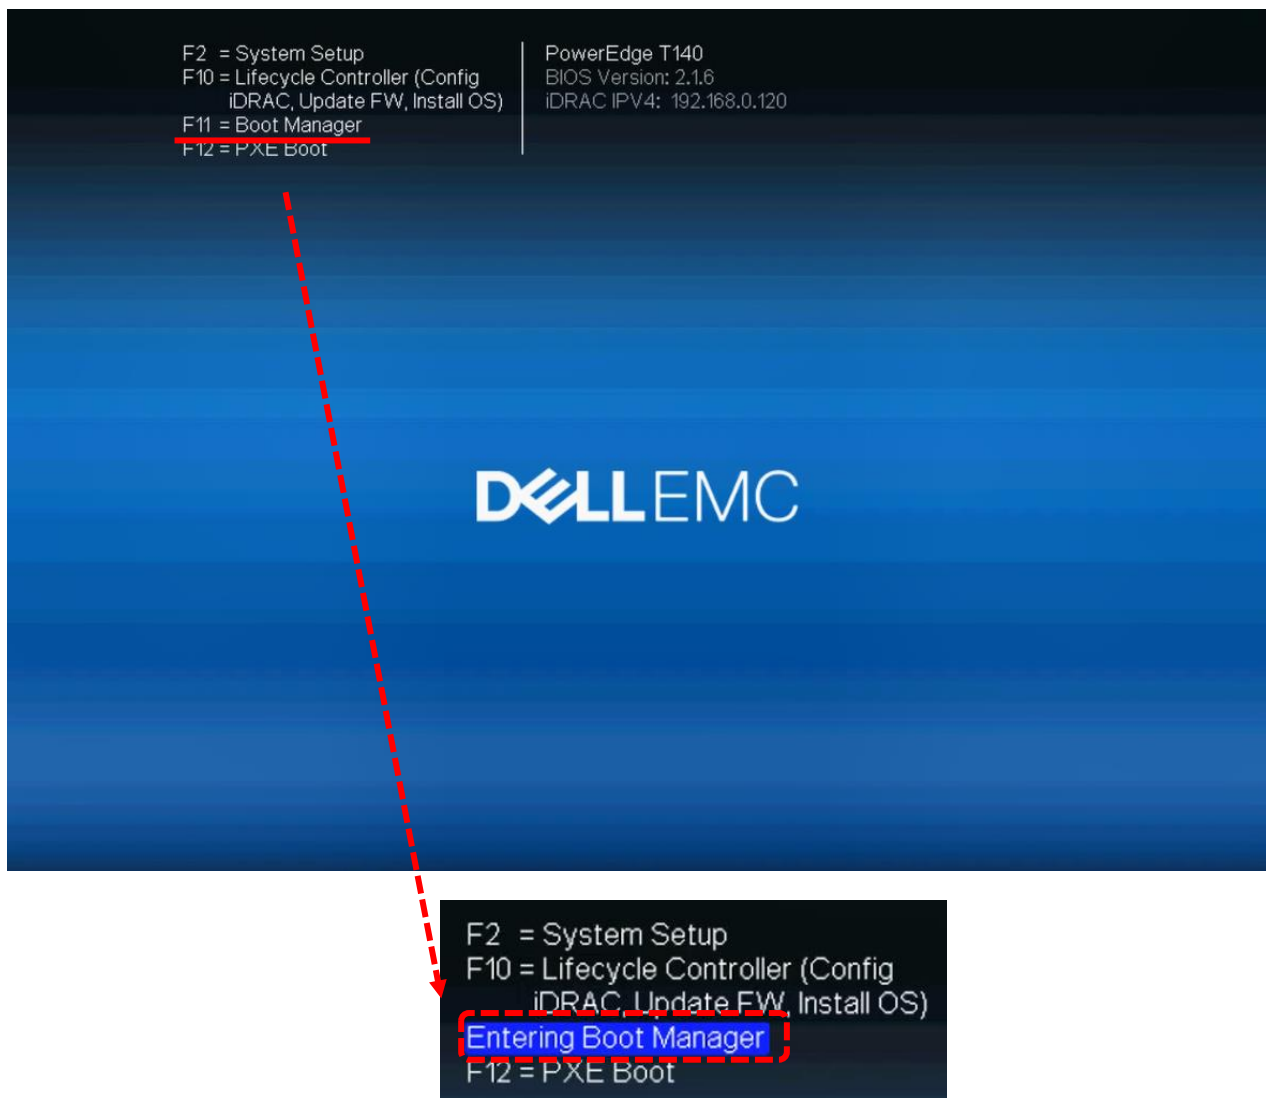 F2 = System Setup
F10 = Lifecycle Controller (Config
iDRAC, Update FW, Install OS)
F11 = Boot Manager
F12 = PXE Boot
PowerEdge T140
BIOS Version: 2.1.6
iDRAC IPV4: 192.168.0.120
DELLEMC
F2 = System Setup
F10 = Lifecycle Controller (Config
iDRAC, Update FW, Install OS)
Entering Boot Manager
F12 = PXE Boot